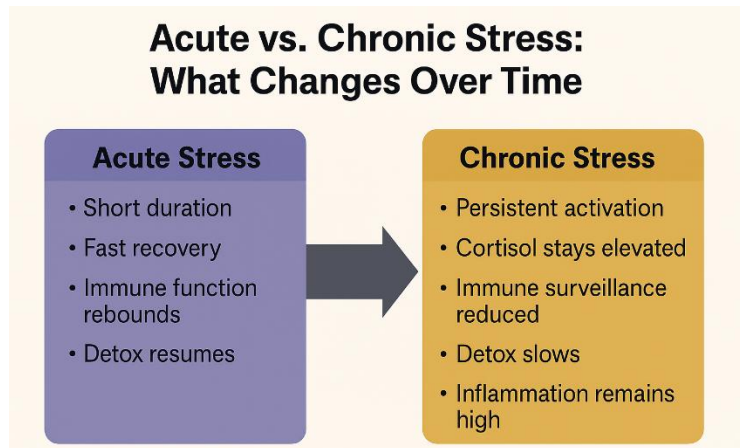 Acute vs. Chronic Stress:
What Changes Over Time
Acute Stress
• Short duration
• Fast recovery
• Immune function
rebounds
• Detox resumes
Chronic Stress
• Persistent activation
• Cortisol stays elevated
• Immune surveillance
reduced
• Detox slows
• Inflammation remains
high